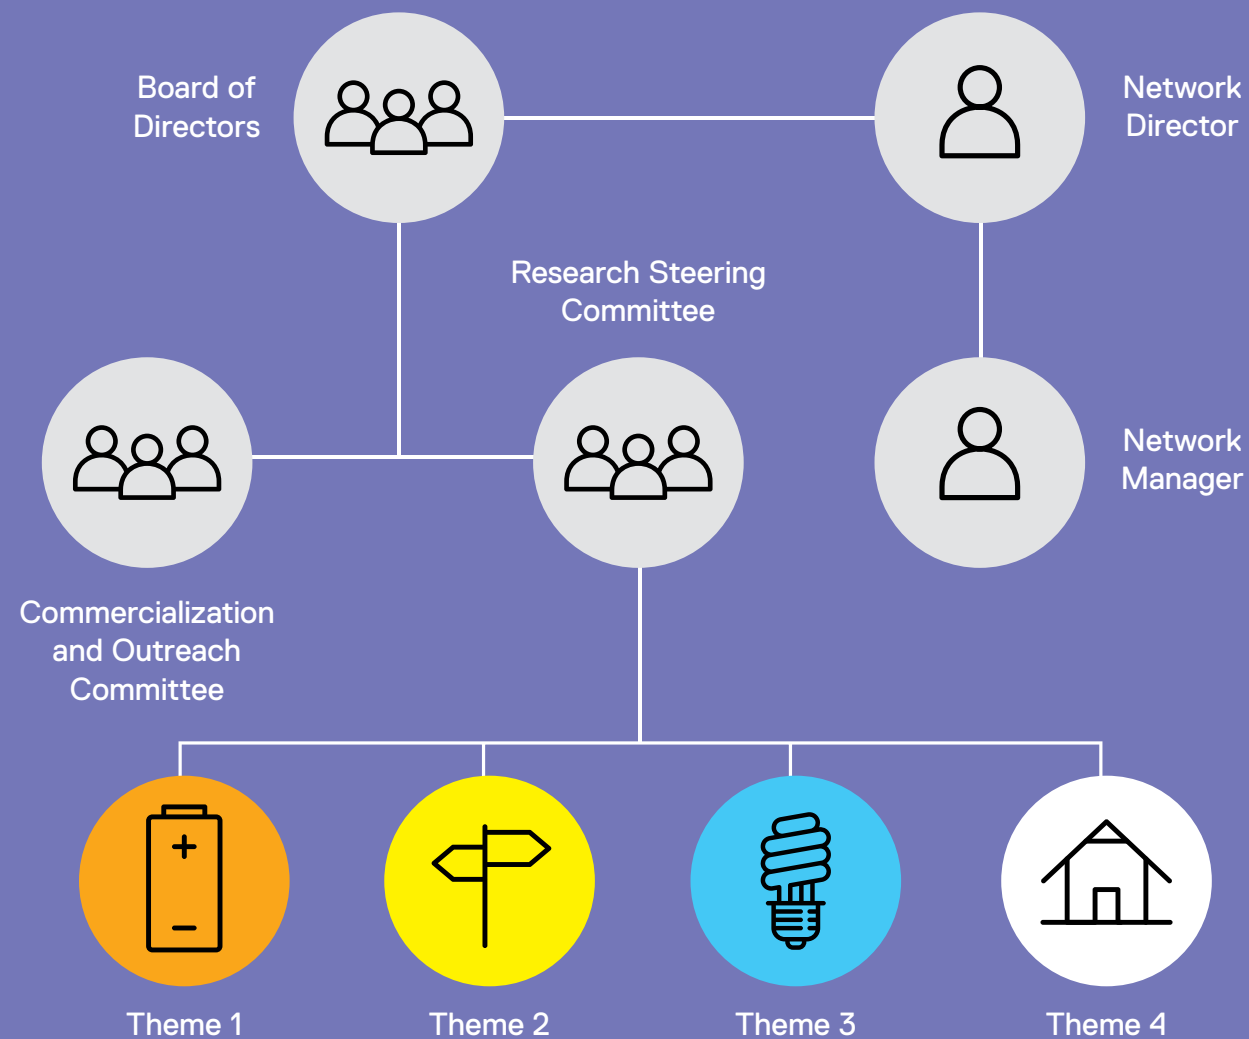 Board of
Directors
Network
Director
Research Steering
Committee
Network
Manager
Commercialization
and Outreach
Committee
Theme 1
Theme 2
Theme 3
Theme 4